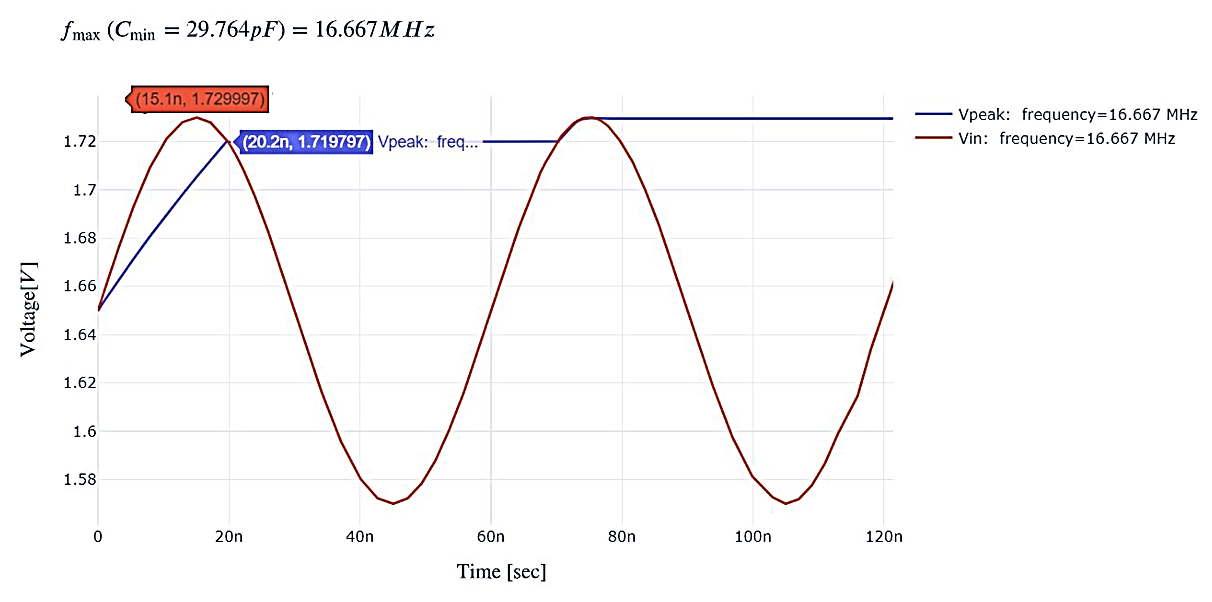 f_max (C_min = 29.764pF) = 16.667MHz
(15.1n, 1.729997)
(20.2n, 1.719797) Vpeak: freq...
Vpeak: frequency=16.667 MHz
Vin: frequency=16.667 MHz
1.72
1.7
1.68
1.66
1.64
1.62
1.6
1.58
Voltage[V]
0 20n 40n 60n 80n 100n 120n
Time [sec]